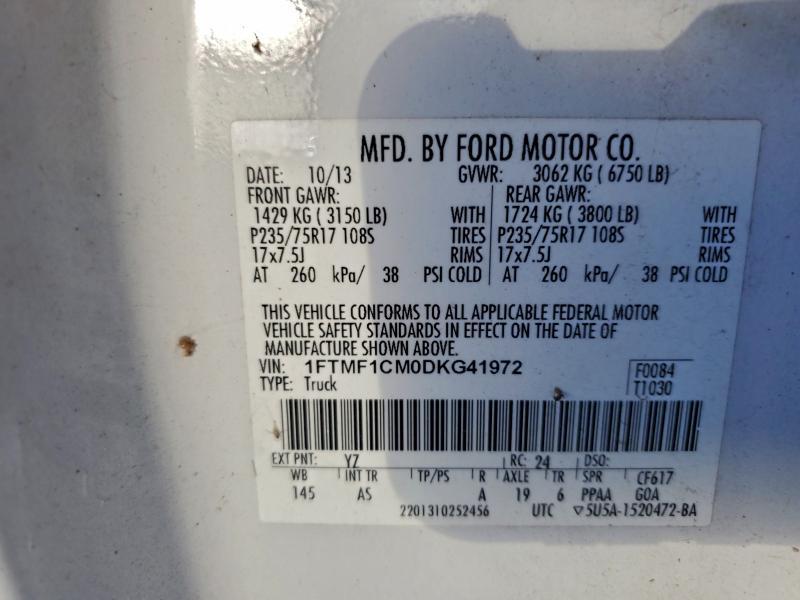 MFD. BY FORD MOTOR CO.
DATE: 10/13 GVWR: 3062 KG ( 6750 LB)
FRONT GAWR: REAR GAWR:
1429 KG ( 3150 LB) WITH 1724 KG ( 3800 LB) WITH
P235/75R17 108S TIRES P235/75R17 108S TIRES
17x7.5J RIMS 17x7.5J RIMS
AT 260 kPa/ 38 PSI COLD AT 260 kPa/ 38 PSI COLD
THIS VEHICLE CONFORMS TO ALL APPLICABLE FEDERAL MOTOR
VEHICLE SAFETY STANDARDS IN EFFECT ON THE DATE OF
MANUFACTURE SHOWN ABOVE.
VIN: 1FTMF1CM0DKG41972 F0084
TYPE: Truck T1030
EXT PNT: YZ RC: 24 DSO:
WB INT TR TP/PS R AXLE TR SPR CF617
145 AS A 19 6 PPAA G0A
2201310252456 UTC ▽5U5A-1520472-BA